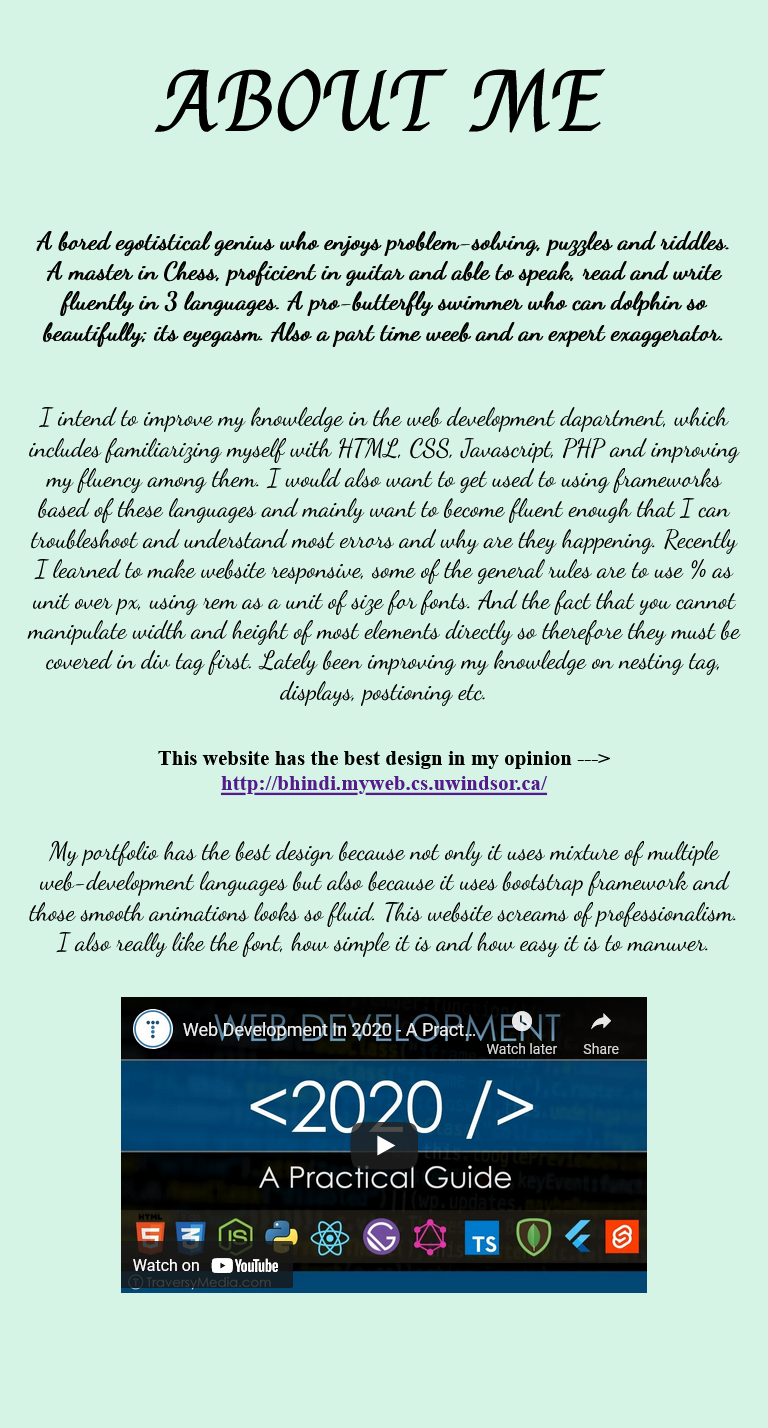 ABOUT ME
A bored egotistical genius who enjoys problem-solving, puzzles and riddles.
A master in Chess, proficient in guitar and able to speak, read and write
fluently in 3 languages. A pro-butterfly swimmer who can dolphin so
beautifully; its eyegasm. Also a part time weeb and an expert exaggerator.
I intend to improve my knowledge in the web development dapartment, which
includes familiarizing myself with HTML, CSS, Javascript, PHP and improving
my fluency among them. I would also want to get used to using frameworks
based of these languages and mainly want to become fluent enough that I can
troubleshoot and understand most errors and why are they happening. Recently
I learned to make website responsive, some of the general rules are to use % as
unit over px, using rem as a unit of size for fonts. And the fact that you cannot
manipulate width and height of most elements directly so therefore they must be
covered in div tag first. Lately been improving my knowledge on nesting tag,
displays, postioning etc.
This website has the best design in my opinion --->
http://bhindi.myweb.cs.uwindsor.ca/
My portfolio has the best design because not only it uses mixture of multiple
web-development languages but also because it uses bootstrap framework and
those smooth animations looks so fluid. This website screams of professionalism.
I also really like the font, how simple it is and how easy it is to manuver.
WEB DEVELOPMENT
Web Development In 2020 - A Pract...
Watch later
Share
<2020 />
A Practical Guide
HTML
JS
TS
Watch on YouTube
TraversyMedia.com